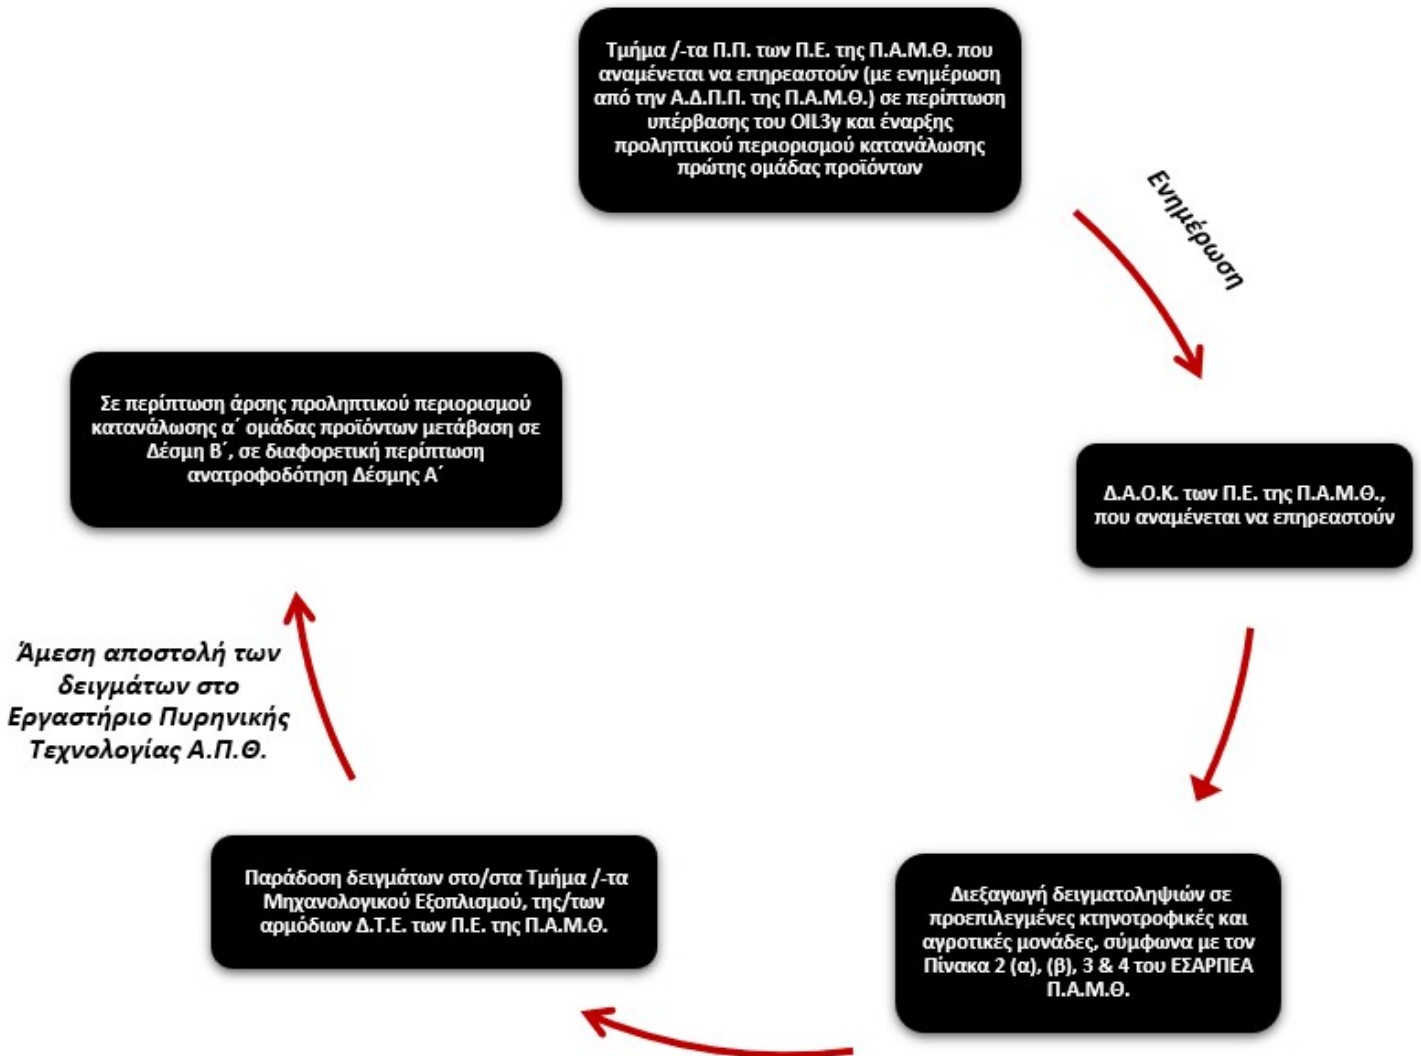 Τμήμα /-τα Π.Π. των Π.Ε. της Π.Α.Μ.Θ. που
αναμένεται να επηρεαστούν (με ενημέρωση
από την Α.Δ.Π.Π. της Π.Α.Μ.Θ.) σε περίπτωση
υπέρβασης του OIL3γ και έναρξης
προληπτικού περιορισμού κατανάλωσης
πρώτης ομάδας προϊόντων
Ενημέρωση
Δ.Α.Ο.Κ. των Π.Ε. της Π.Α.Μ.Θ.,
που αναμένεται να επηρεαστούν
Διεξαγωγή δειγματοληψιών σε
προεπιλεγμένες κτηνοτροφικές και
αγροτικές μονάδες, σύμφωνα με τον
Πίνακα 2 (α), (β), 3 & 4 του ΕΣΑΡΠΕΑ
Π.Α.Μ.Θ.
Παράδοση δειγμάτων στο/στα Τμήμα /-τα
Μηχανολογικού Εξοπλισμού, της/των
αρμόδιων Δ.Τ.Ε. των Π.Ε. της Π.Α.Μ.Θ.
Άμεση αποστολή των
δειγμάτων στο
Εργαστήριο Πυρηνικής
Τεχνολογίας Α.Π.Θ.
Σε περίπτωση άρσης προληπτικού περιορισμού
κατανάλωσης α΄ ομάδας προϊόντων μετάβαση σε
Δέσμη Β΄, σε διαφορετική περίπτωση
ανατροφοδότηση Δέσμης Α΄